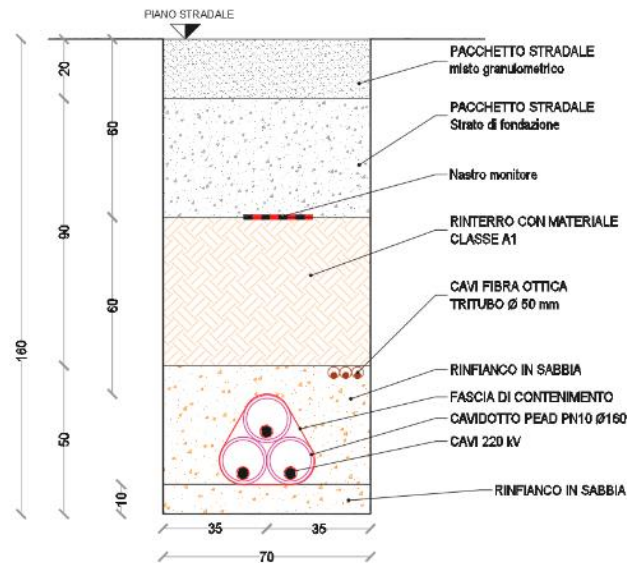 PIANO STRADALE
20
60
90
60
160
50
10
35
35
70
PACCHETTO STRADALE
misto granulometrico
PACCHETTO STRADALE
Strato di fondazione
Nastro monitore
RINTERRO CON MATERIALE
CLASSE A1
CAVI FIBRA OTTICA
TRITUBO Ø 50 mm
RINFIANCO IN SABBIA
FASCIA DI CONTENIMENTO
CAVIDOTTO PEAD PN10 Ø160
CAVI 220 kV
RINFIANCO IN SABBIA